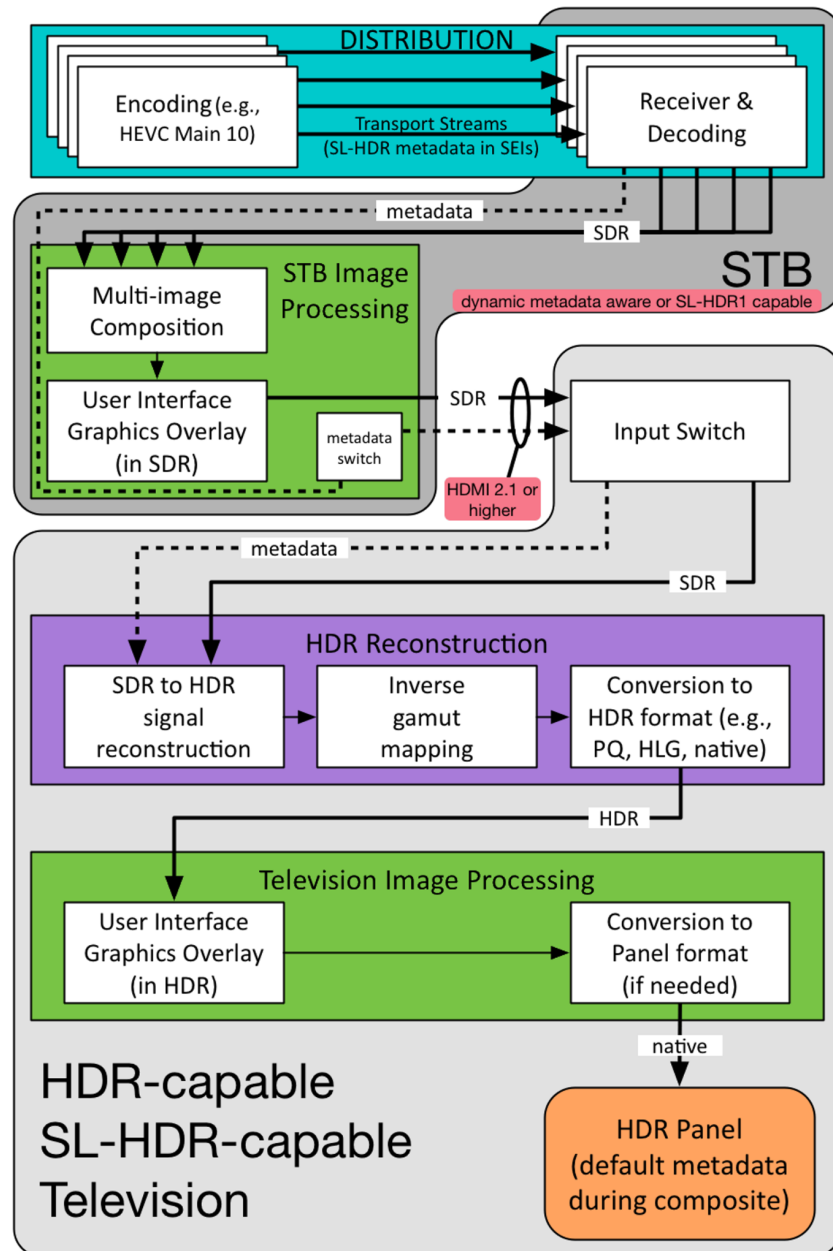 DISTRIBUTION
Encoding (e.g.,
HEVC Main 10)
Transport Streams
(SL-HDR metadata in SEIs)
Receiver &
Decoding
metadata
SDR
STB
dynamic metadata aware or SL-HDR1 capable
STB Image
Processing
Multi-image
Composition
User Interface
Graphics Overlay
(in SDR)
metadata
switch
SDR
HDMI 2.1 or
higher
Input Switch
metadata
SDR
HDR Reconstruction
SDR to HDR
signal
reconstruction
Inverse
gamut
mapping
Conversion to
HDR format (e.g.,
PQ, HLG, native)
HDR
Television Image Processing
User Interface
Graphics Overlay
(in HDR)
Conversion to
Panel format
(if needed)
native
HDR-capable
SL-HDR-capable
Television
HDR Panel
(default metadata
during composite)